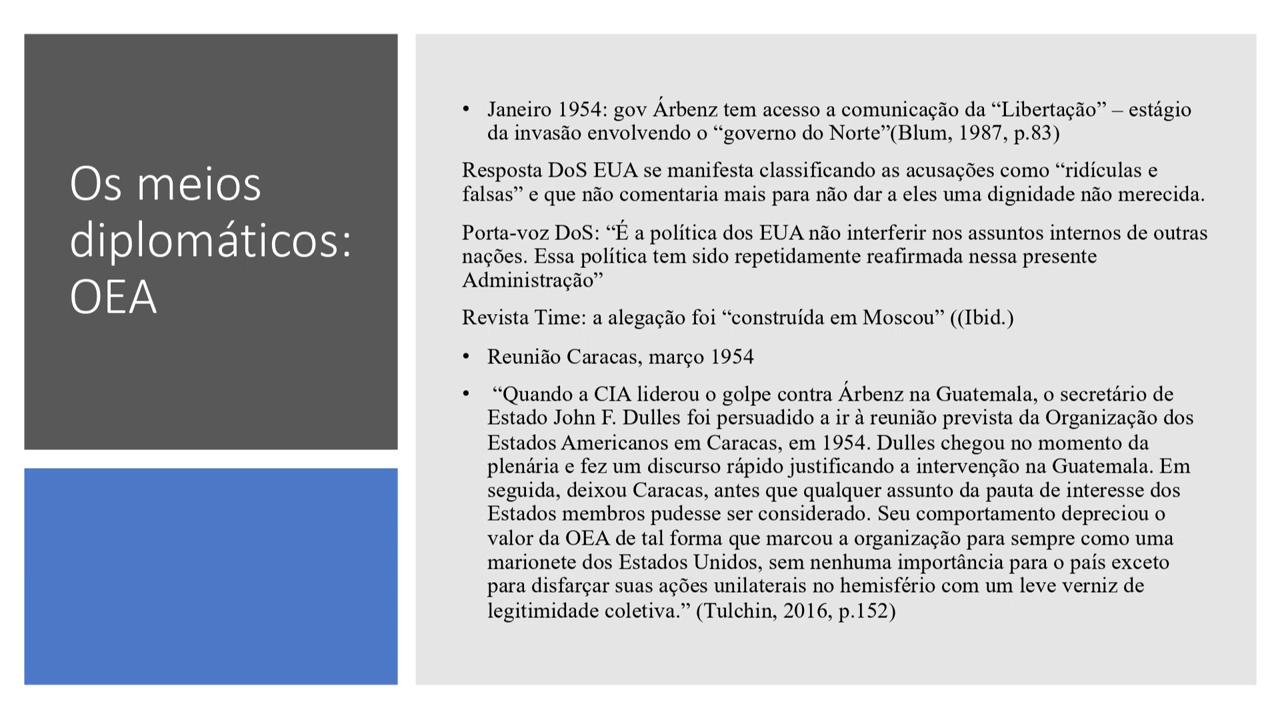 Os meios
diplomáticos:
OEA
• Janeiro 1954: gov Árbenz tem acesso a comunicação da “Libertação” – estágio
da invasão envolvendo o “governo do Norte”(Blum, 1987, p.83)
Resposta DoS EUA se manifesta classificando as acusações como “ridículas e
falsas” e que não comentaria mais para não dar a eles uma dignidade não merecida.
Porta-voz DoS: “É a política dos EUA não interferir nos assuntos internos de outras
nações. Essa política tem sido repetidamente reafirmada nessa presente
Administração”
Revista Time: a alegação foi “construída em Moscou” ((Ibid.)
• Reunião Caracas, março 1954
• “Quando a CIA liderou o golpe contra Árbenz na Guatemala, o secretário de
Estado John F. Dulles foi persuadido a ir à reunião prevista da Organização dos
Estados Americanos em Caracas, em 1954. Dulles chegou no momento da
plenária e fez um discurso rápido justificando a intervenção na Guatemala. Em
seguida, deixou Caracas, antes que qualquer assunto da pauta de interesse dos
Estados membros pudesse ser considerado. Seu comportamento depreciou o
valor da OEA de tal forma que marcou a organização para sempre como uma
marionete dos Estados Unidos, sem nenhuma importância para o país exceto
para disfarçar suas ações unilaterais no hemisfério com um leve verniz de
legitimidade coletiva.” (Tulchin, 2016, p.152)